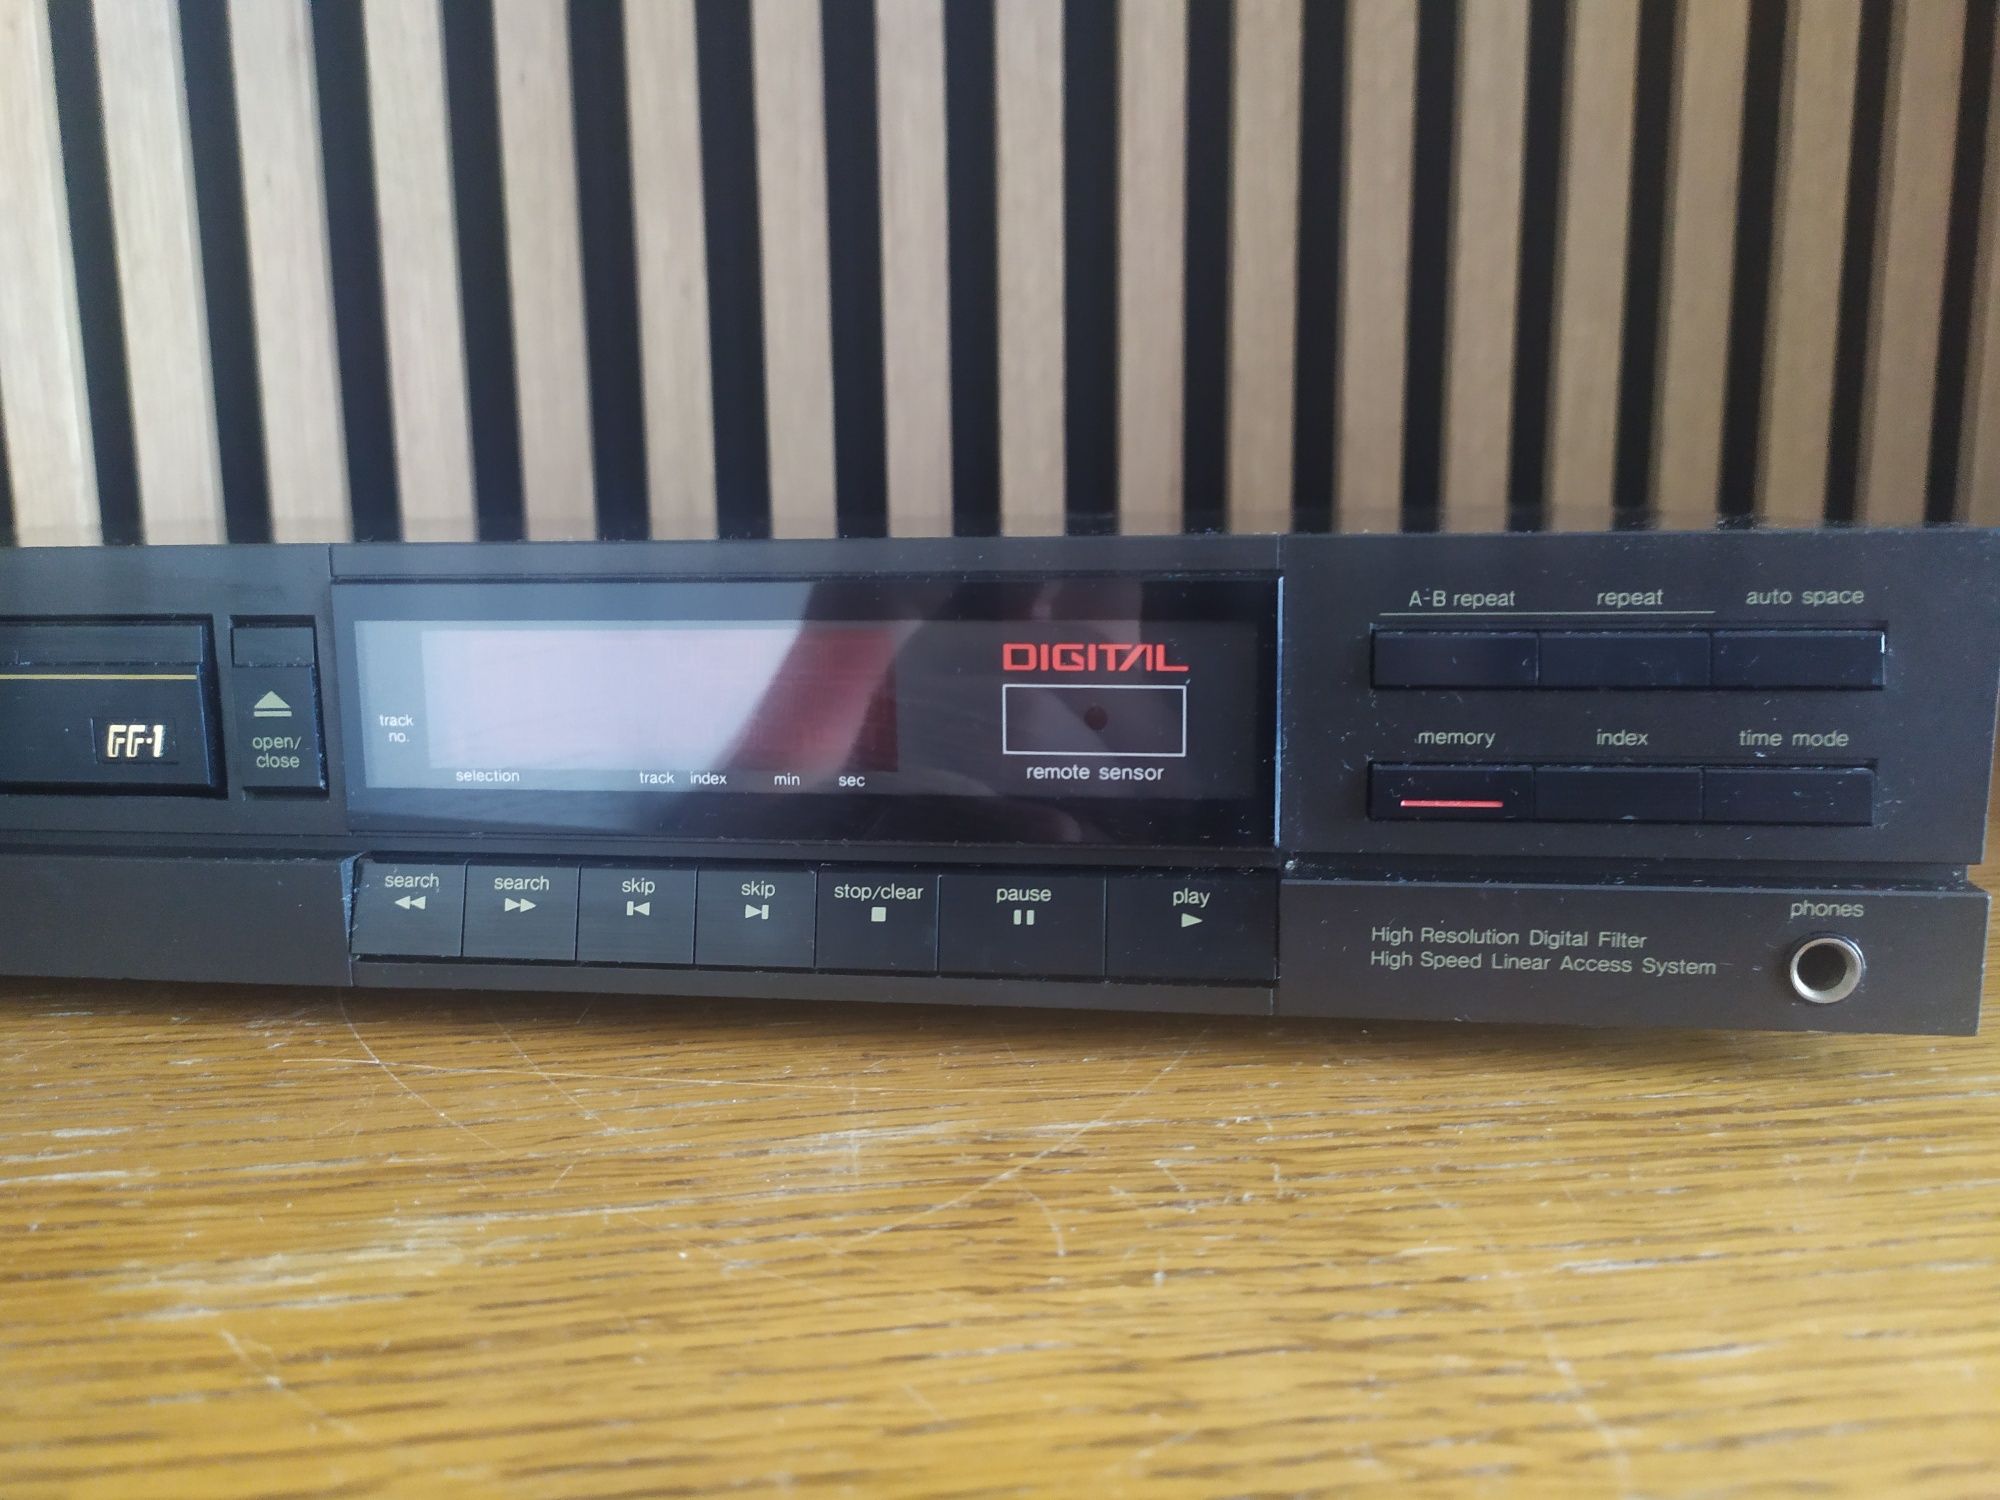 A-B repeat repeat auto space
DIGITAL
FF-1
open/
close
track
no.
memory index time mode
selection track index min sec
remote sensor
search search skip skip stop/clear pause play
phones
High Resolution Digital Filter
High Speed Linear Access System